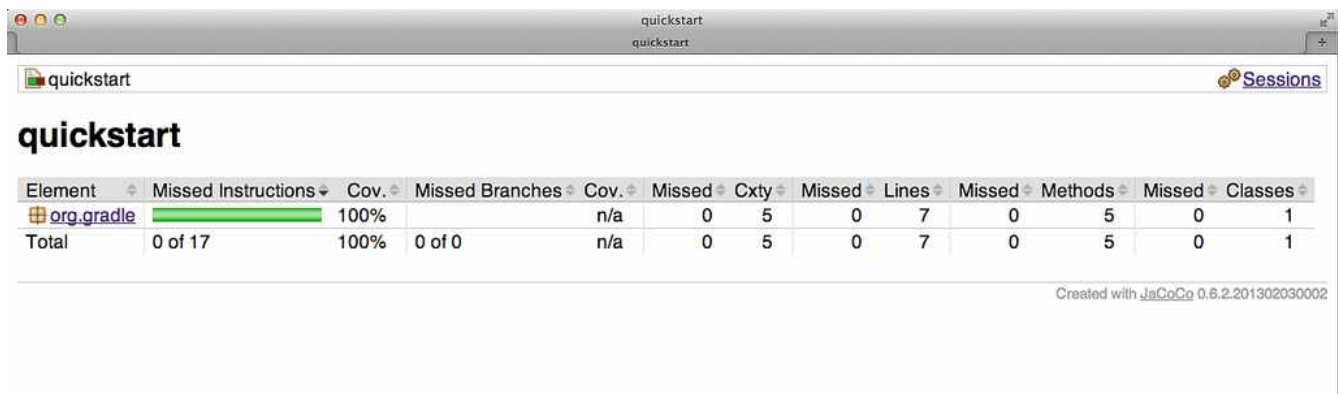 quickstart
quickstart
quickstart Sessions
quickstart
Element Missed Instructions Cov. Missed Branches Cov. Missed Cxty Missed Lines Missed Methods Missed Classes
org.gradle 100% n/a 0 5 0 7 0 5 0 1
Total 0 of 17 100% 0 of 0 n/a 0 5 0 7 0 5 0 1
Created with JaCoCo 0.6.2.201302030002